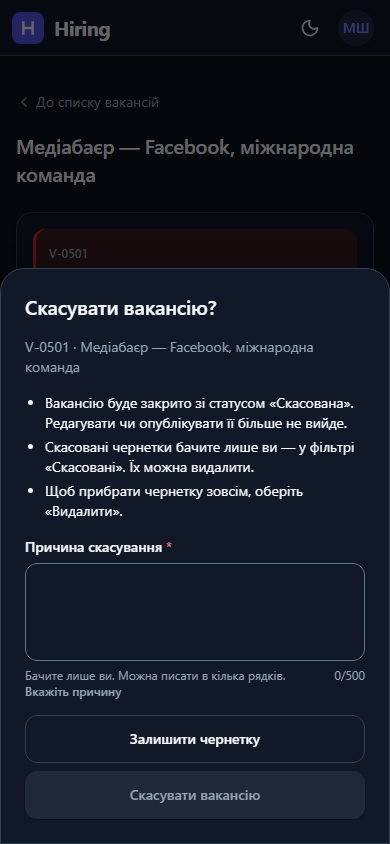 H Hiring МШ
До списку вакансій
Медіабаєр — Facebook, міжнародна
команда
V-0501
Скасувати вакансію?
V-0501 · Медіабаєр — Facebook, міжнародна
команда
• Вакансію буде закрито зі статусом «Скасована».
Редагувати чи опублікувати її більше не вийде.
• Скасовані чернетки бачите лише ви — у фільтрі
«Скасовані». Їх можна видалити.
• Щоб прибрати чернетку зовсім, оберіть
«Видалити».
Причина скасування *
Бачите лише ви. Можна писати в кілька рядків. 0/500
Вкажіть причину
Залишити чернетку
Скасувати вакансію